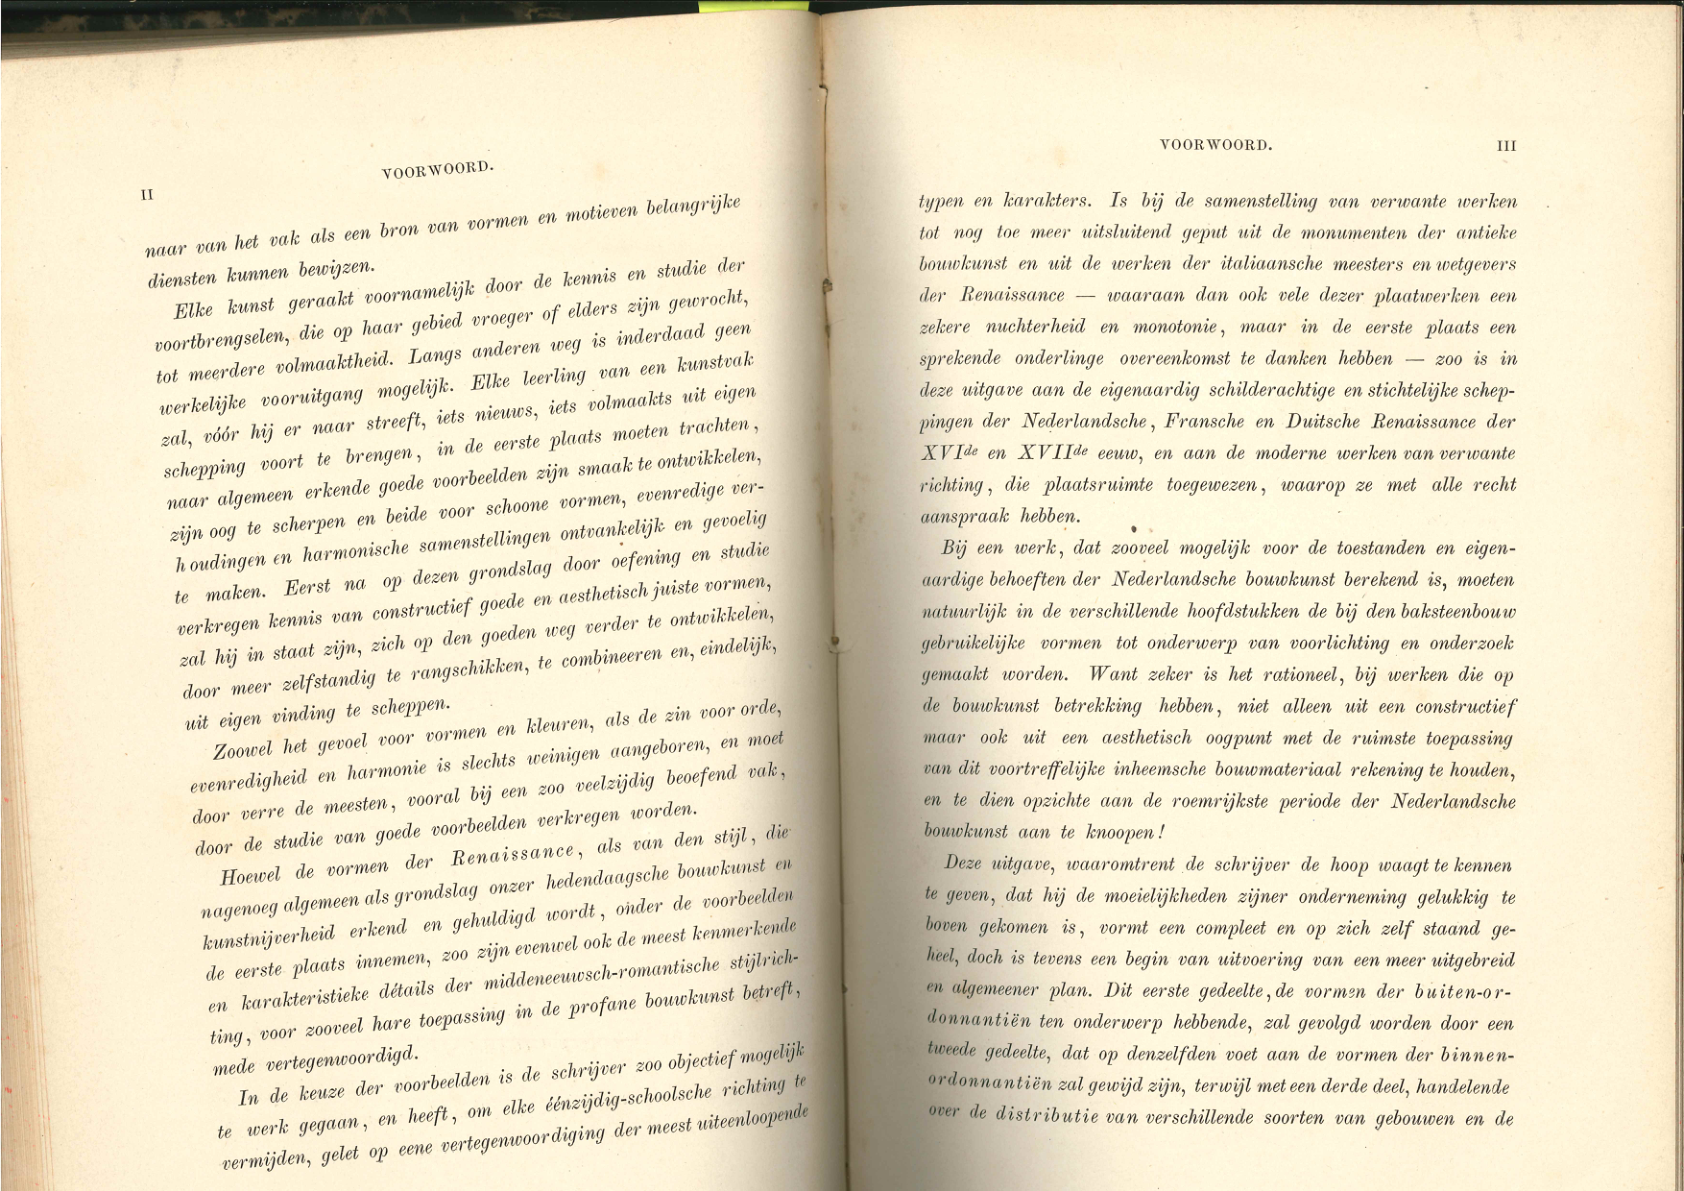 VOORWOORD.
II
naar van het vak als een bron van vormen en motieven belangrijke
diensten kunnen bewijzen.
Elke kunst geraakt voornamelijk door de kennis en studie der
voortbrengselen, die op haar gebied vroeger of elders zijn gewrocht,
tot meerdere volmaaktheid. Langs anderen weg is inderdaad geen
werkelijke vooruitgang mogelijk. Elke leerling van een kunstvak
zal, vóór hij er naar streeft, iets nieuws, iets volmaakts uit eigen
schepping voort te brengen, in de eerste plaats moeten trachten,
naar algemeen erkende goede voorbeelden zijn smaak te ontwikkelen,
zijn oog te scherpen en beide voor schoone vormen, evenredige ver-
houdingen en harmonische samenstellingen ontvankelijk en gevoelig
te maken. Eerst na op dezen grondslag door oefening en studie
verkregen kennis van constructief goede en aesthetisch juiste vormen,
zal hij in staat zijn, zich op den goeden weg verder te ontwikkelen,
door meer zelfstandig te rangschikken, te combineeren en, eindelijk,
uit eigen vinding te scheppen.
Zoowel het gevoel voor vormen en kleuren, als de zin voor orde,
evenredigheid en harmonie is slechts weinigen aangeboren, en moet
door verre de meesten, vooral bij een zoo veelzijdig beoefend vak,
door de studie van goede voorbeelden verkregen worden.
Hoewel de vormen der Renaissance, als van den stijl, die
nagenoeg algemeen als grondslag onzer hedendaagsche bouwkunst en
kunstnijverheid erkend en gehuldigd wordt, onder de voorbeelden
de eerste plaats innemen, zoo zijn evenwel ook de meest kenmerkende
en karakteristieke détails der middeneeuwsch-romantische stijlrich-
ting, voor zooveel hare toepassing in de profane bouwkunst betreft,
mede vertegenwoordigd.
In de keuze der voorbeelden is de schrijver zoo objectief mogelijk
te werk gegaan, en heeft, om elke éénzijdig-schoolsche richting te
vermijden, gelet op eene vertegenwoordiging der meest uiteenloopende
VOORWOORD.
III
typen en karakters. Is bij de samenstelling van verwante werken
tot nog toe meer uitsluitend geput uit de monumenten der antieke
bouwkunst en uit de werken der italiaansche meesters en wetgevers
der Renaissance — waaraan dan ook vele dezer plaatwerken een
zekere nuchterheid en monotonie, maar in de eerste plaats een
sprekende onderlinge overeenkomst te danken hebben — zoo is in
deze uitgave aan de eigenaardig schilderachtige en stichtelijke schep-
pingen der Nederlandsche, Fransche en Duitsche Renaissance der
XVIde en XVIIde eeuw, en aan de moderne werken van verwante
richting, die plaatsruimte toegewezen, waarop ze met alle recht
aanspraak hebben.
Bij een werk, dat zooveel mogelijk voor de toestanden en eigen-
aardige behoeften der Nederlandsche bouwkunst berekend is, moeten
natuurlijk in de verschillende hoofdstukken de bij den baksteenbouw
gebruikelijke vormen tot onderwerp van voorlichting en onderzoek
gemaakt worden. Want zeker is het rationeel, bij werken die op
de bouwkunst betrekking hebben, niet alleen uit een constructief
maar ook uit een aesthetisch oogpunt met de ruimste toepassing
van dit voortreffelijke inheemsche bouwmateriaal rekening te houden,
en te dien opzichte aan de roemrijkste periode der Nederlandsche
bouwkunst aan te knoopen!
Deze uitgave, waaromtrent de schrijver de hoop waagt te kennen
te geven, dat hij de moeielijkheden zijner onderneming gelukkig te
boven gekomen is, vormt een compleet en op zich zelf staand ge-
heel, doch is tevens een begin van uitvoering van een meer uitgebreid
en algemeener plan. Dit eerste gedeelte, de vormen der buiten-or-
donnantiën ten onderwerp hebbende, zal gevolgd worden door een
tweede gedeelte, dat op denzelfden voet aan de vormen der binnen-
ordonnantiën zal gewijd zijn, terwijl met een derde deel, handelende
over de distributie van verschillende soorten van gebouwen en de